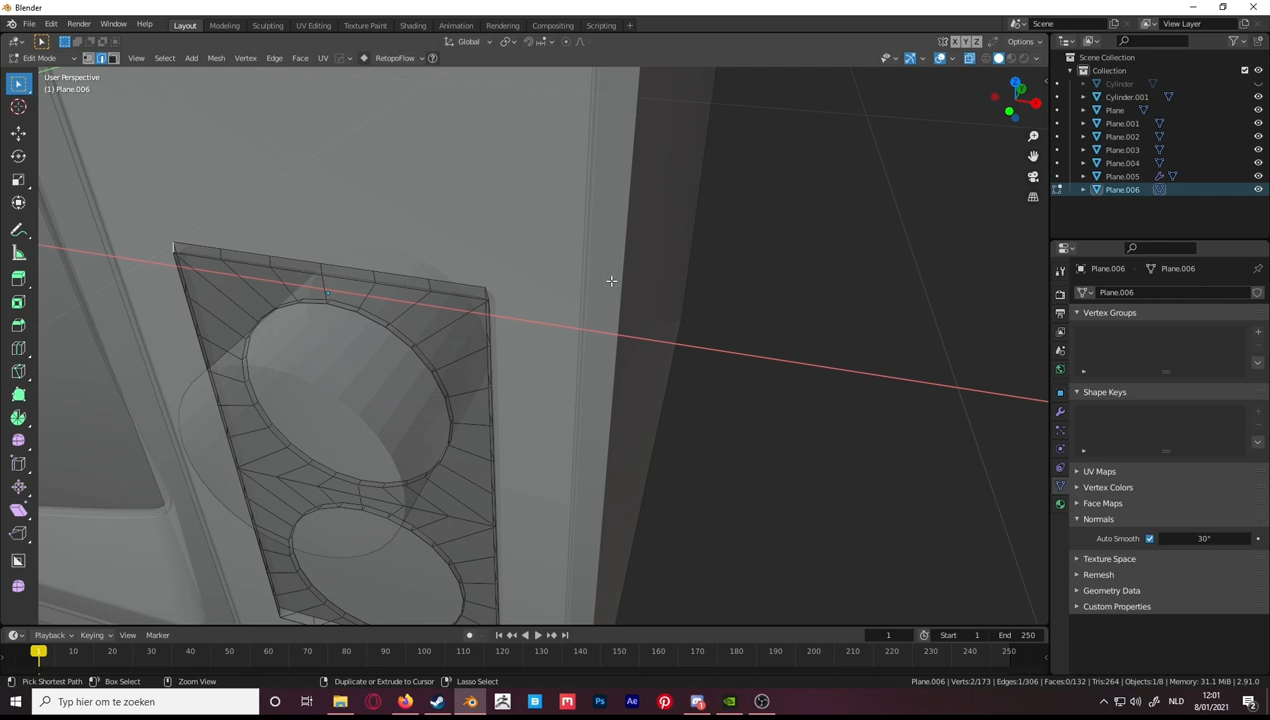 Blender
File Edit Render Window Help Layout Modeling Sculpting UV Editing Texture Paint Shading Animation Rendering Compositing Scripting + Scene View Layer
Global X Y Z Options
Edit Mode View Select Add Mesh Vertex Edge Face UV RetopoFlow ?
User Perspective
(1) Plane.006
Scene Collection
Collection
Cylinder
Cylinder.001
Plane
Plane.001
Plane.002
Plane.003
Plane.004
Plane.005
Plane.006
Plane.006 Plane.006
Plane.006
Vertex Groups
Shape Keys
UV Maps
Vertex Colors
Face Maps
Normals
Auto Smooth 30°
Texture Space
Remesh
Geometry Data
Custom Properties
Playback Keying View Marker 1 Start 1 End 250
1 10 20 30 40 50 60 70 80 90 100 110 120 130 140 150 160 170 180 190 200 210 220 230 240 250
Pick Shortest Path Box Select Zoom View Duplicate or Extrude to Cursor Lasso Select Plane.006 | Verts:2/173 | Edges:1/306 | Faces:0/132 | Tris:264 | Objects:1/8 | Memory: 31.1 MiB | 2.91.0
Typ hier om te zoeken Ps Ae NLD 12:01
8/01/2021